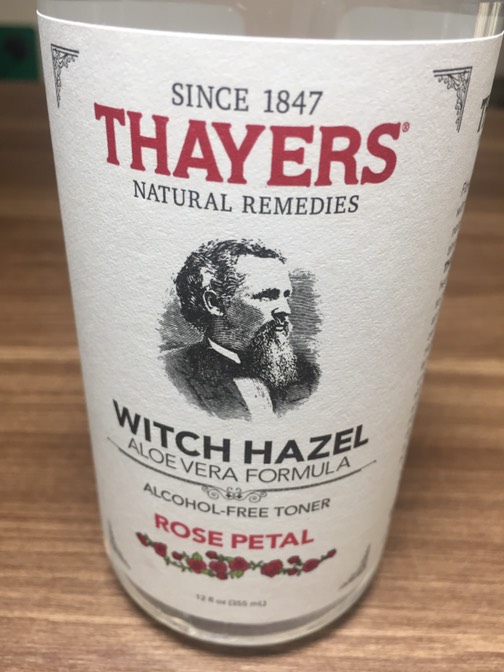 SINCE 1847
THAYERS®
NATURAL REMEDIES
WITCH HAZEL
ALOE VERA FORMULA
ALCOHOL-FREE TONER
ROSE PETAL
12 fl oz (355 mL)